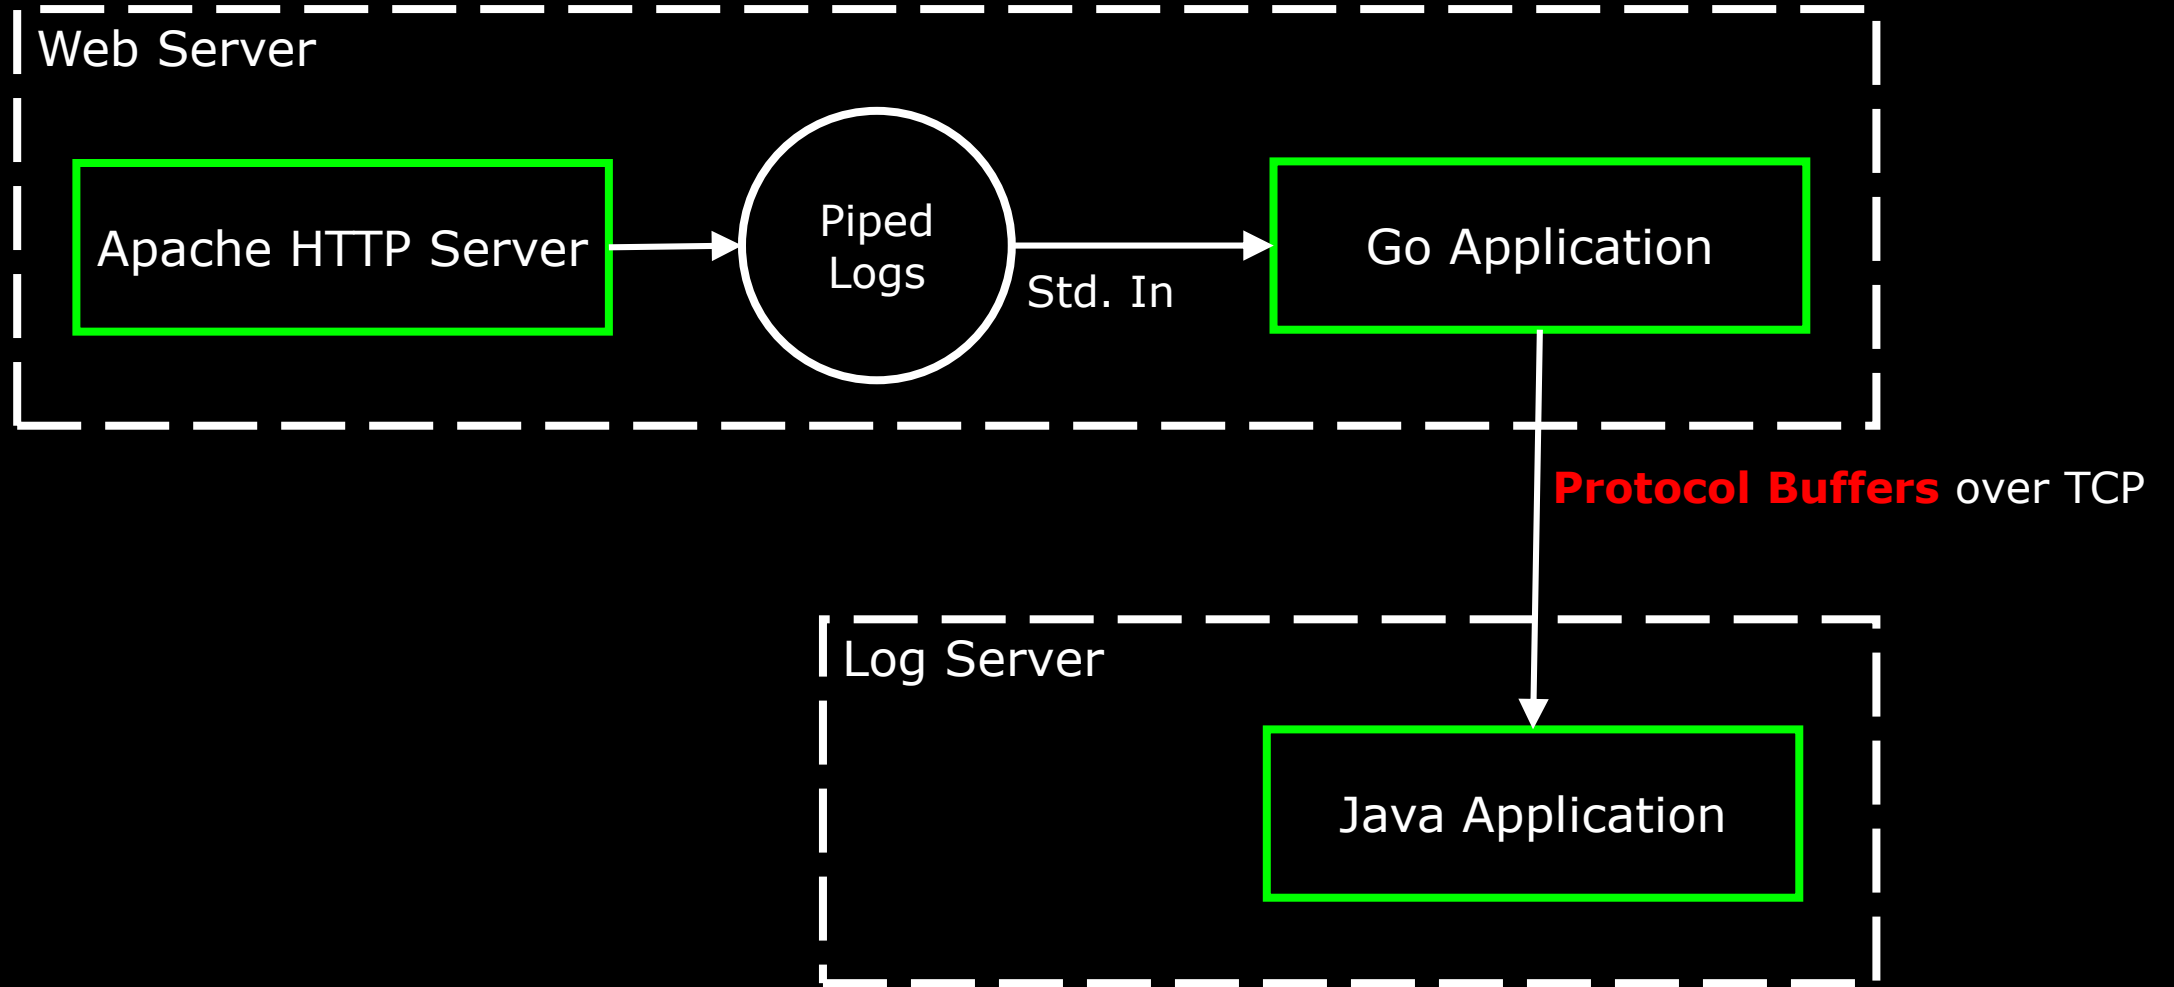 Web Server
Apache HTTP Server
Piped
Logs
Std. In
Go Application
Protocol Buffers over TCP
Log Server
Java Application